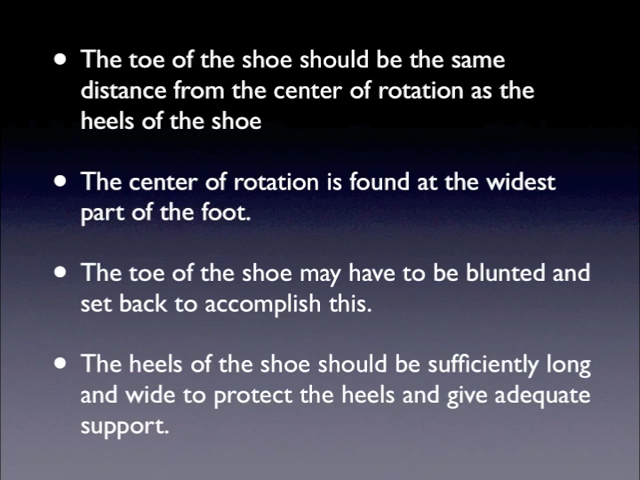 • The toe of the shoe should be the same
distance from the center of rotation as the
heels of the shoe
• The center of rotation is found at the widest
part of the foot.
• The toe of the shoe may have to be blunted and
set back to accomplish this.
• The heels of the shoe should be sufficiently long
and wide to protect the heels and give adequate
support.